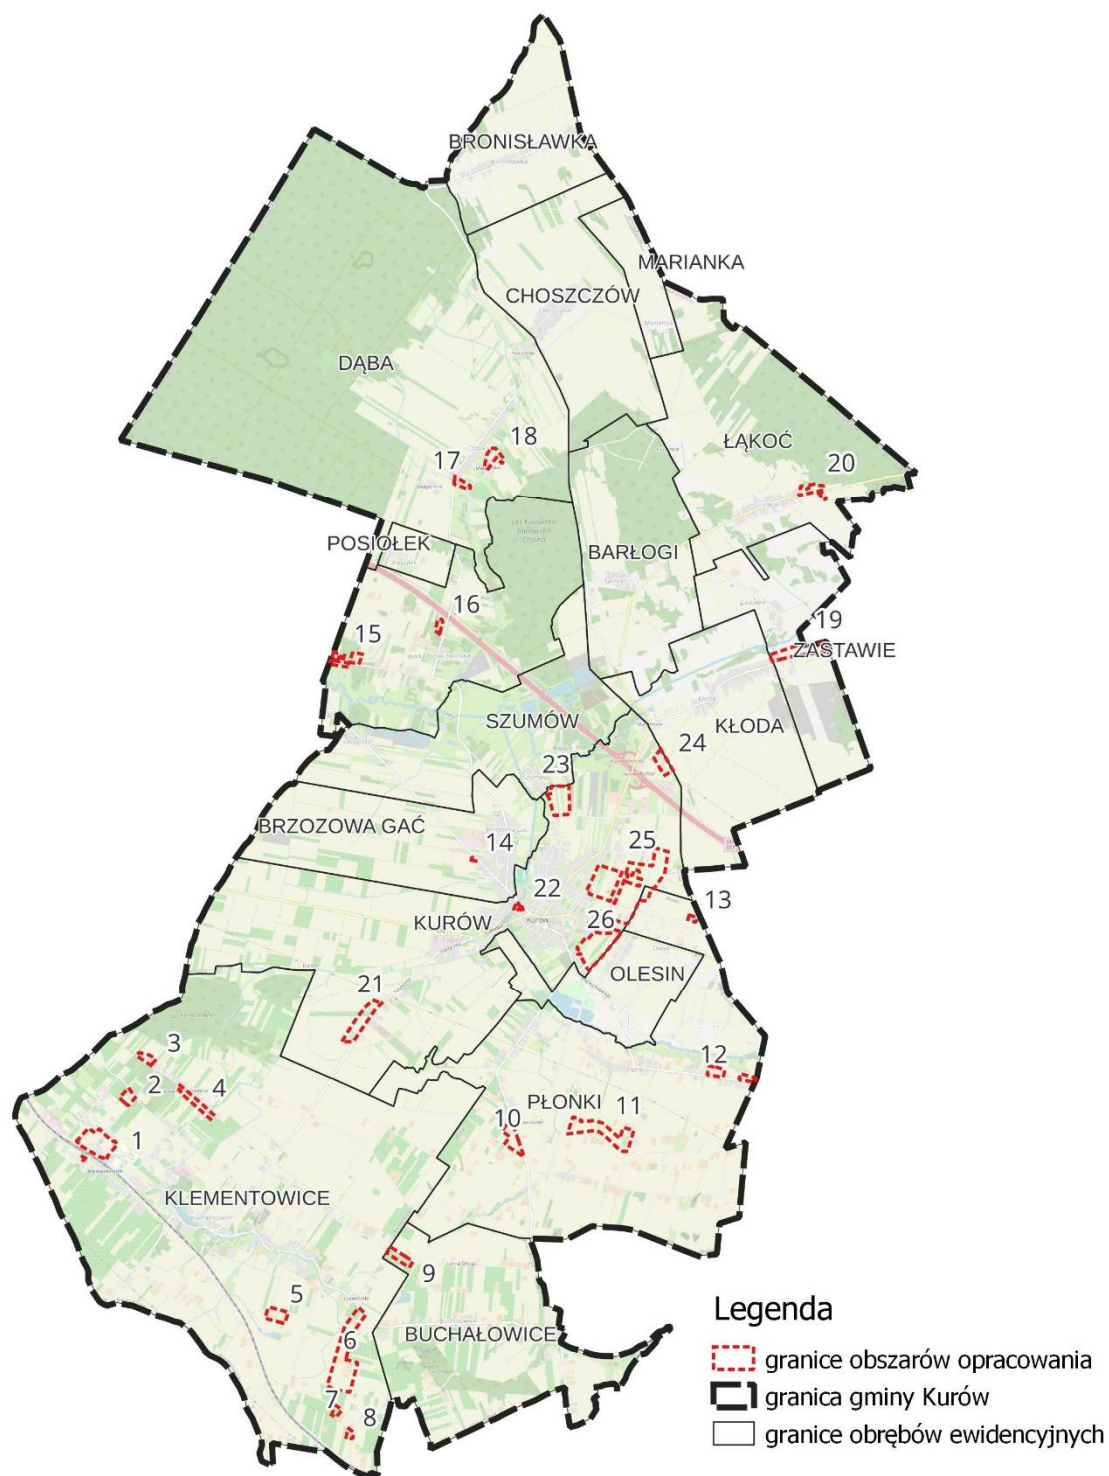 BRONISŁAWKA
MARIANKA
CHOSZCZÓW
DĄBA
ŁĄKOĆ
18
17
20
POSIOŁEK
BARŁOGI
16
19
15
ZASTAWIE
SZUMÓW
KŁODA
24
23
BRZOZOWA GAĆ
14
25
22
13
KURÓW
26
Kurów
OLESIN
21
3
12
2
4
PŁONKI
11
10
1
KLEMENTOWICE
9
5
Legenda
BUCHAŁOWICE
6
granice obszarów opracowania
granica gminy Kurów
7
8
granice obrębów ewidencyjnych